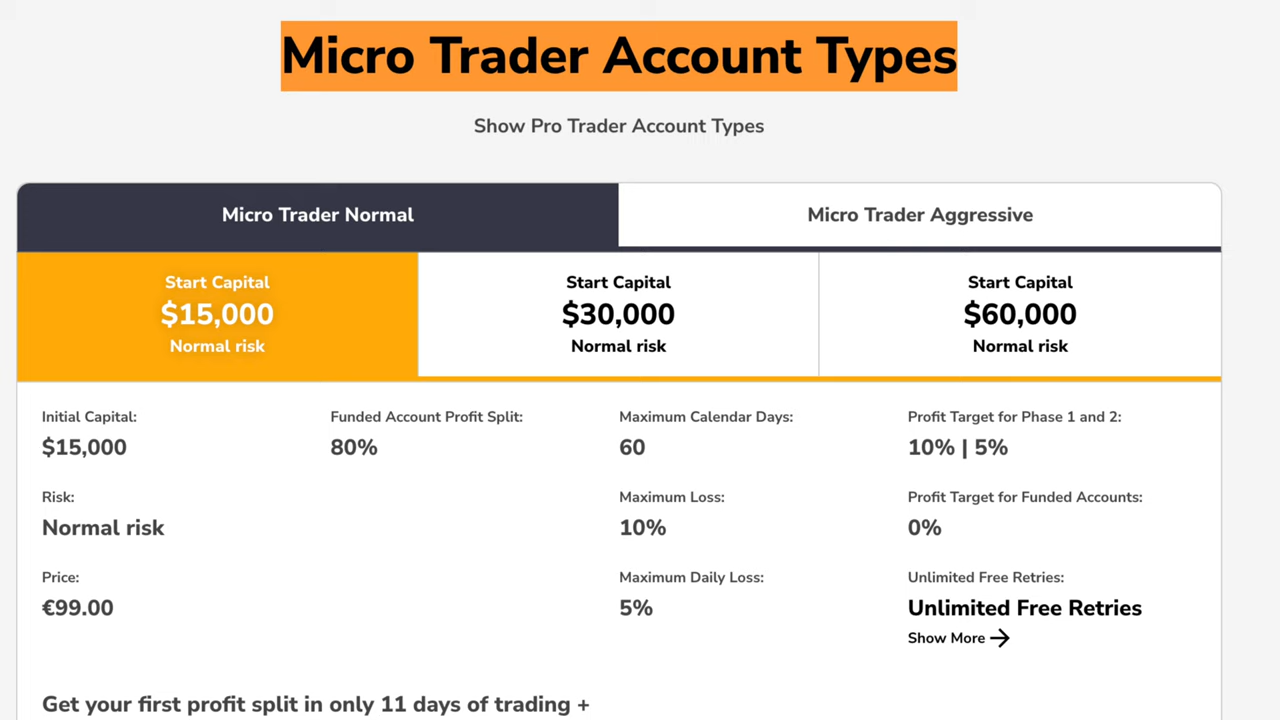 Micro Trader Account Types
Show Pro Trader Account Types
Micro Trader Normal
Micro Trader Aggressive
Start Capital
$15,000
Normal risk
Start Capital
$30,000
Normal risk
Start Capital
$60,000
Normal risk
Initial Capital:
$15,000
Funded Account Profit Split:
80%
Maximum Calendar Days:
60
Profit Target for Phase 1 and 2:
10% | 5%
Risk:
Normal risk
Maximum Loss:
10%
Profit Target for Funded Accounts:
0%
Price:
€99.00
Maximum Daily Loss:
5%
Unlimited Free Retries:
Unlimited Free Retries
Show More →
Get your first profit split in only 11 days of trading +